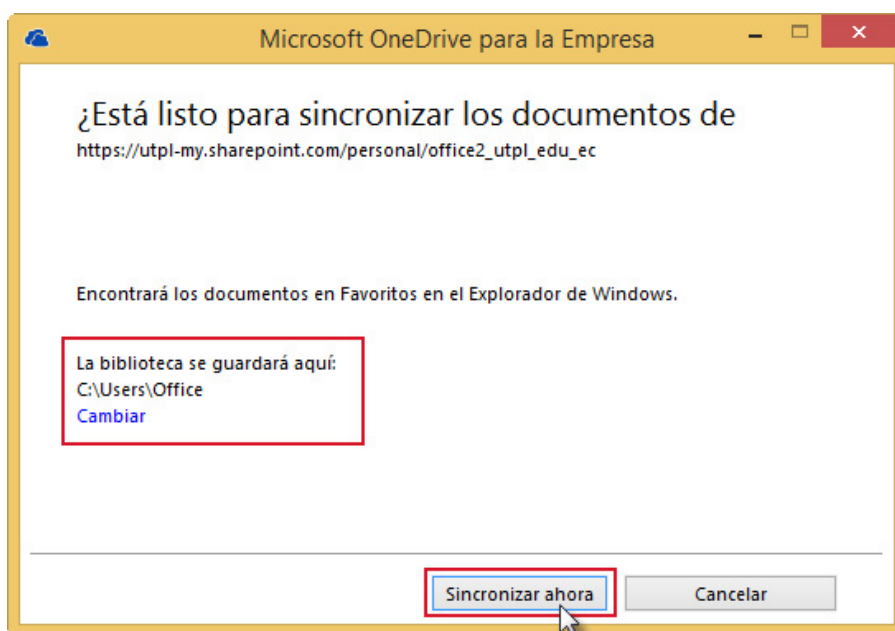 Microsoft OneDrive para la Empresa
¿Está listo para sincronizar los documentos de
https://utpl-my.sharepoint.com/personal/office2_utpl_edu_ec
Encontrará los documentos en Favoritos en el Explorador de Windows.
La biblioteca se guardará aquí:
C:\Users\Office
Cambiar
Sincronizar ahora
Cancelar